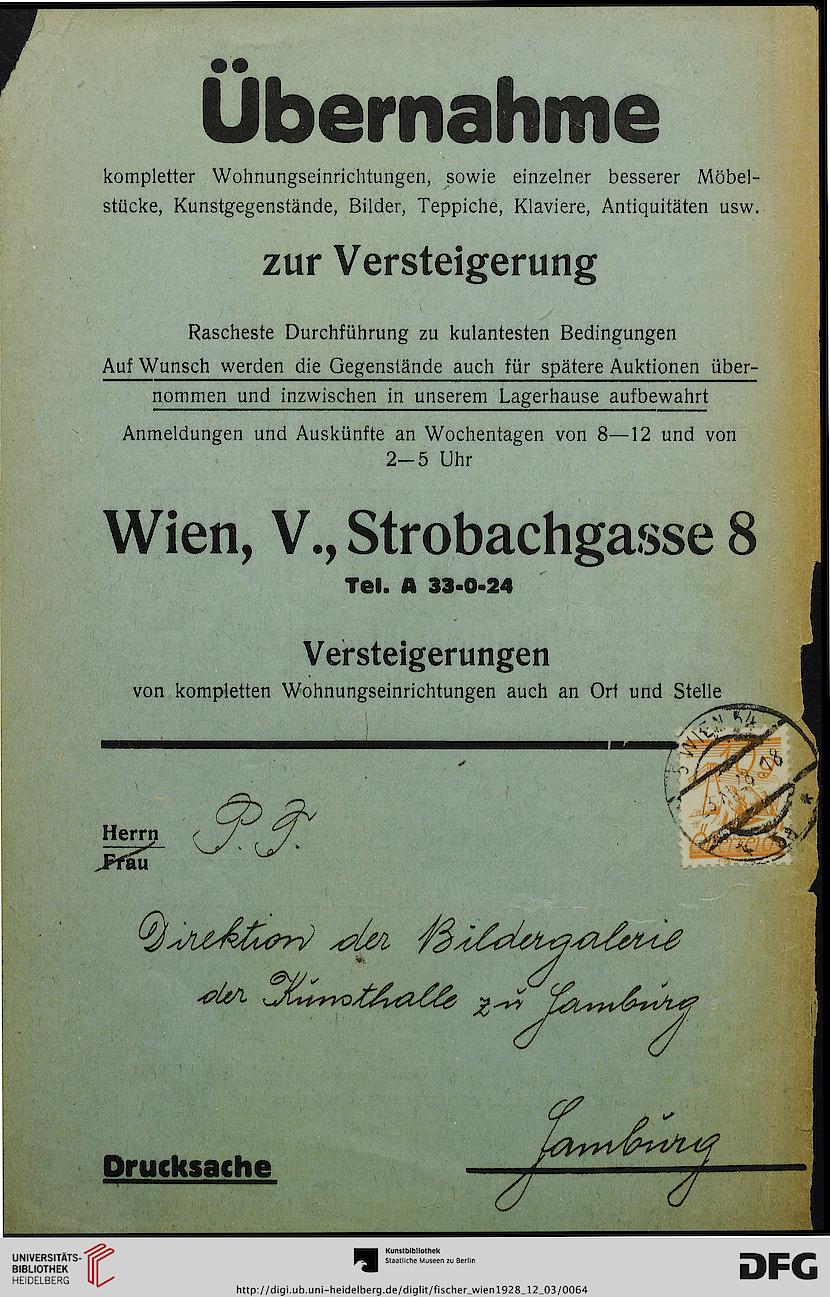 Übernahme
kompletter Wohnungseinrichtungen, sowie einzelner besserer Möbel-
stücke, Kunstgegenstände, Bilder, Teppiche, Klaviere, Antiquitäten usw.
zur Versteigerung
Rascheste Durchführung zu kulantesten Bedingungen
Auf Wunsch werden die Gegenstände auch für spätere Auktionen über-
nommen und inzwischen in unserem Lagerhause aufbewahrt
Anmeldungen und Auskünfte an Wochentagen von 8—12 und von
2—5 Uhr
Wien, V., Strobachgasse 8
Tel. A 33-0-24
Versteigerungen
von kompletten Wohnungseinrichtungen auch an Ort und Stelle
WIEN 54
Herrn P. T.
Frau
Direktion der Bildergalerie
der Kunsthalle zu Hamburg
Hamburg
Drucksache
UNIVERSITÄTS-
BIBLIOTHEK
HEIDELBERG
Kunstbibliothek
Staatliche Museen zu Berlin
DFG
http://digi.ub.uni-heidelberg.de/diglit/fischer_wien1928_12_03/0064